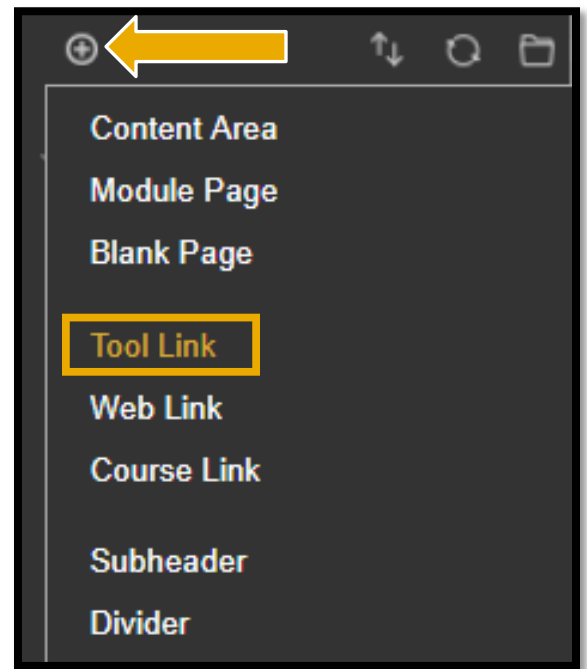 Content Area
Module Page
Blank Page
Tool Link
Web Link
Course Link
Subheader
Divider